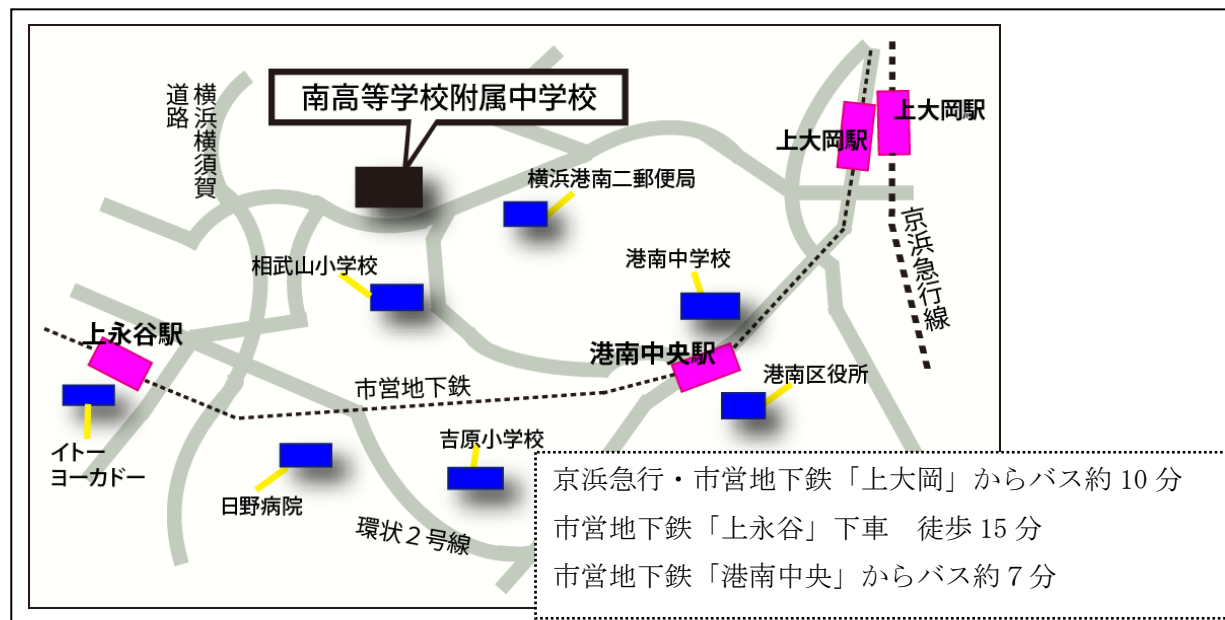 横浜横須賀
道路
南高等学校附属中学校
上大岡駅
上大岡駅
横浜港南二郵便局
京浜急行線
相武山小学校
港南中学校
上永谷駅
港南中央駅
市営地下鉄
港南区役所
イトー
ヨーカドー
日野病院
吉原小学校
環状２号線
京浜急行・市営地下鉄「上大岡」からバス約 10 分
市営地下鉄「上永谷」下車　徒歩 15 分
市営地下鉄「港南中央」からバス約７分